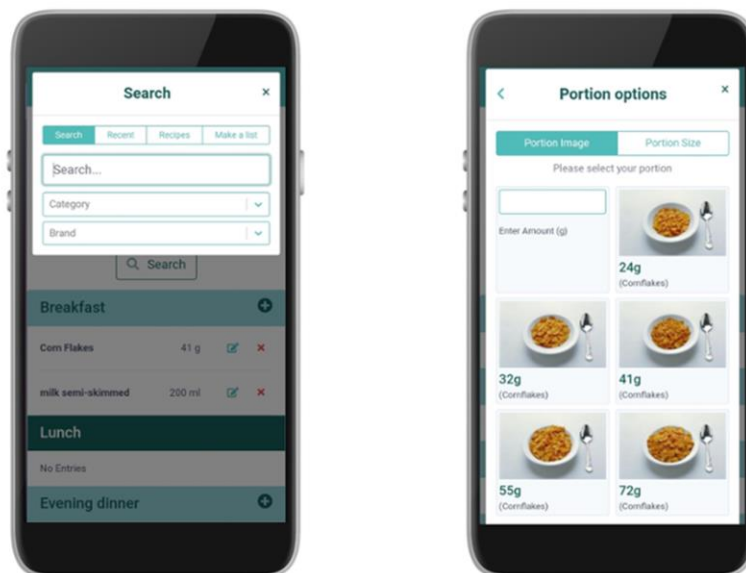 Search ×
Search Recent Recipes Make a list
Search...
Category
Brand
Search
Breakfast
Corn Flakes 41 g ×
milk semi-skimmed 200 ml ×
Lunch
No Entries
Evening dinner
Portion options ×
Portion Image Portion Size
Please select your portion
Enter Amount (g)
24g
(Cornflakes)
32g 41g
(Cornflakes) (Cornflakes)
55g 72g
(Cornflakes) (Cornflakes)